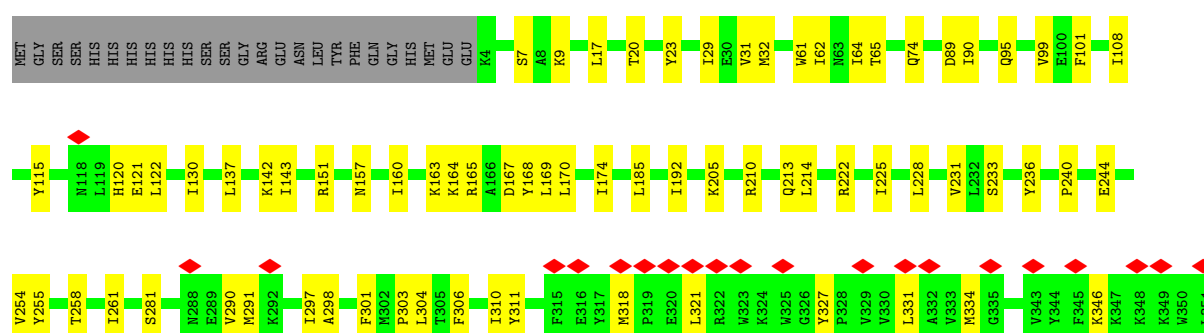 MET GLY SER SER HIS HIS HIS HIS HIS HIS SER SER GLY ARG GLU ASN LEU TYR PHE GLN GLY HIS MET GLU GLU K4 S7 A8 K9 L17 T20 Y23 I29 E30 V31 M32 W61 I62 N63 I64 T65 Q74 D89 I90 Q95 V99 E100 F101 I108
Y115 N118 L119 H120 E121 L122 I130 L137 K142 I143 R151 N157 I160 K163 K164 R165 A166 D167 Y168 L169 L170 I174 L185 I192 K205 R210 Q213 L214 R222 I225 L228 V231 L232 S233 Y236 P240 E244
V254 Y255 T258 I261 S281 N288 E289 V290 M291 K292 I297 A298 F301 M302 P303 L304 T305 F306 I310 Y311 F315 E316 Y317 M318 P319 E320 L321 R322 W323 K324 W325 G326 Y327 P328 V329 V330 L331 A332 V333 M334 G335 V343 Y344 F345 K346 K347 K348 K349 W350